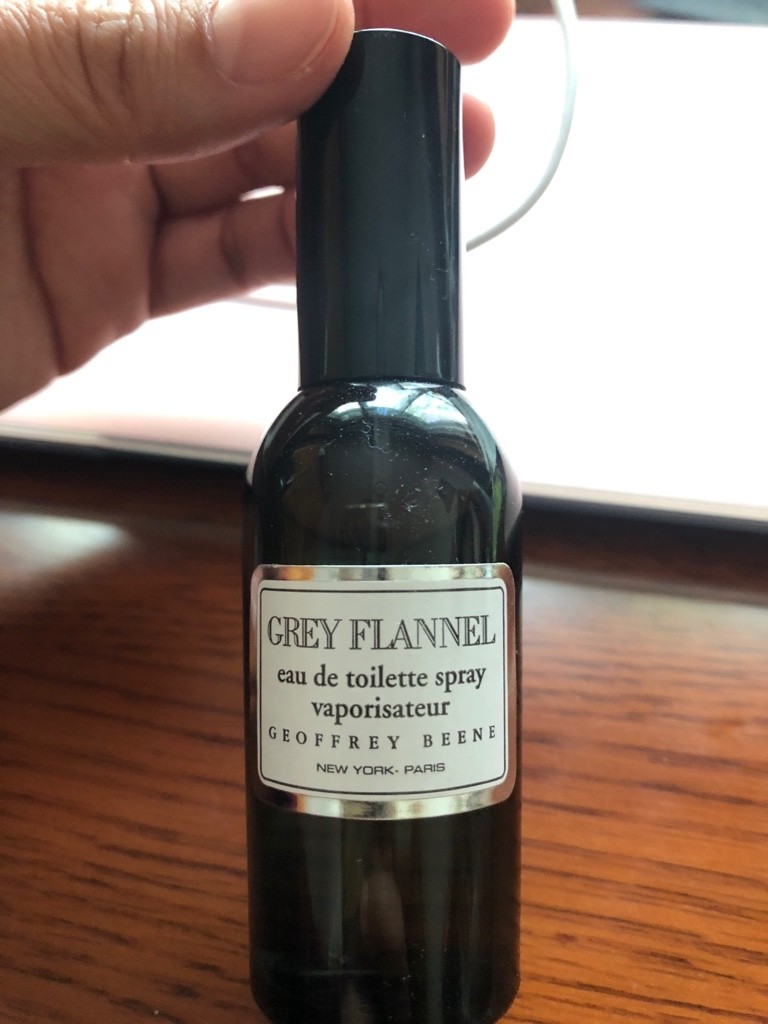 GREY FLANNEL
eau de toilette spray
vaporisateur
GEOFFREY BEENE
NEW YORK- PARIS